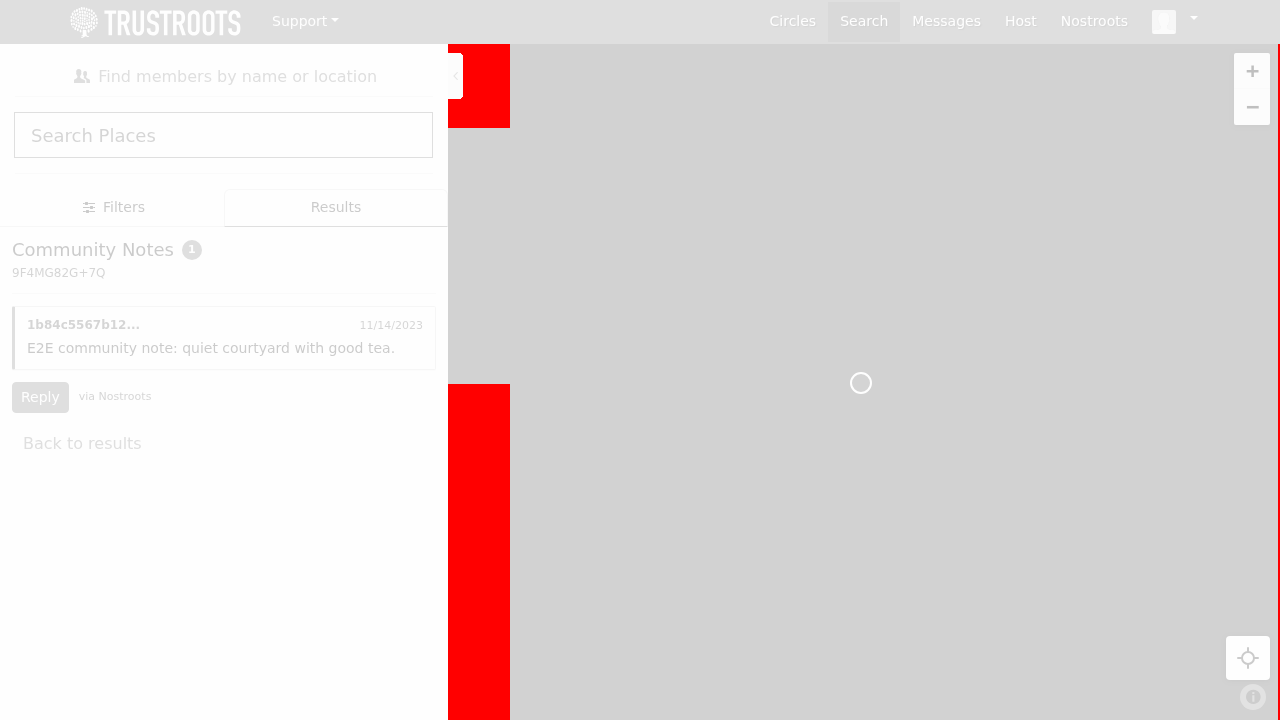 TRUSTROOTS
Support
Circles
Search
Messages
Host
Nostroots
Find members by name or location
Search Places
Filters
Results
Community Notes 1
9F4MG82G+7Q
1b84c5567b12...
11/14/2023
E2E community note: quiet courtyard with good tea.
Reply
via Nostroots
Back to results